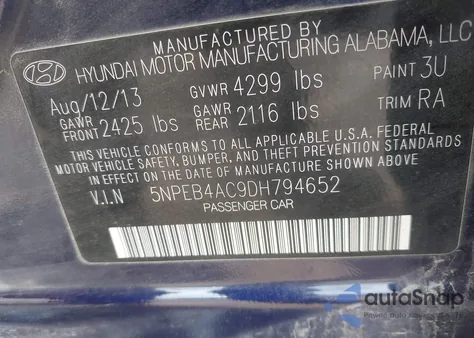 MANUFACTURED BY
HYUNDAI MOTOR MANUFACTURING ALABAMA, LLC
Aug/12/13 GVWR 4299 lbs PAINT 3U
GAWR FRONT 2425 lbs GAWR REAR 2116 lbs TRIM RA
THIS VEHICLE CONFORMS TO ALL APPLICABLE U.S.A. FEDERAL
MOTOR VEHICLE SAFETY, BUMPER, AND THEFT PREVENTION STANDARDS
IN EFFECT ON THE DATE OF MANUFACTURE SHOWN ABOVE
V.I.N 5NPEB4AC9DH794652
PASSENGER CAR
autoSnap